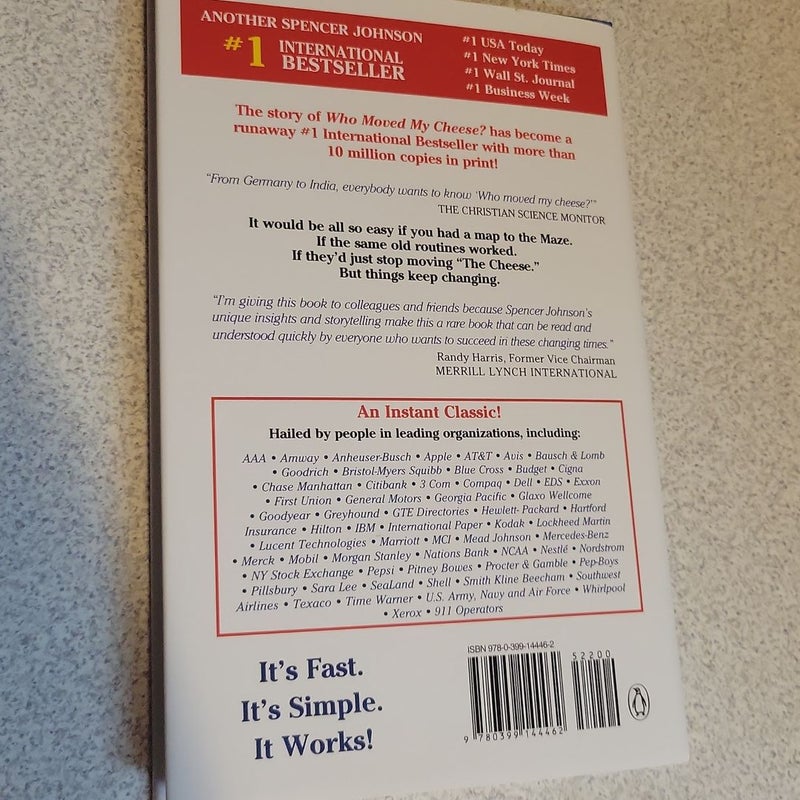 ANOTHER SPENCER JOHNSON
#1 INTERNATIONAL
BESTSELLER
#1 USA Today
#1 New York Times
#1 Wall St. Journal
#1 Business Week
The story of Who Moved My Cheese? has become a
runaway #1 International Bestseller with more than
10 million copies in print!
“From Germany to India, everybody wants to know ‘Who moved my cheese?’”
THE CHRISTIAN SCIENCE MONITOR
It would be all so easy if you had a map to the Maze.
If the same old routines worked.
If they’d just stop moving “The Cheese.”
But things keep changing.
“I’m giving this book to colleagues and friends because Spencer Johnson’s
unique insights and storytelling make this a rare book that can be read and
understood quickly by everyone who wants to succeed in these changing times.”
Randy Harris, Former Vice Chairman
MERRILL LYNCH INTERNATIONAL
An Instant Classic!
Hailed by people in leading organizations, including:
AAA • Amway • Anheuser-Busch • Apple • AT&T • Avis • Bausch & Lomb
• Goodrich • Bristol-Myers Squibb • Blue Cross • Budget • Cigna
• Chase Manhattan • Citibank • 3 Com • Compaq • Dell • EDS • Exxon
• First Union • General Motors • Georgia Pacific • Glaxo Wellcome
• Goodyear • Greyhound • GTE Directories • Hewlett- Packard • Hartford
Insurance • Hilton • IBM • International Paper • Kodak • Lockheed Martin
• Lucent Technologies • Marriott • MCI • Mead Johnson • Mercedes-Benz
• Merck • Mobil • Morgan Stanley • Nations Bank • NCAA • Nestlé • Nordstrom
• NY Stock Exchange • Pepsi • Pitney Bowes • Procter & Gamble • Pep-Boys
• Pillsbury • Sara Lee • SeaLand • Shell • Smith Kline Beecham • Southwest
Airlines • Texaco • Time Warner • U.S. Army, Navy and Air Force • Whirlpool
• Xerox • 911 Operators
It’s Fast.
It’s Simple.
It Works!
ISBN 978-0-399-14446-2
52200
9 780399 144462